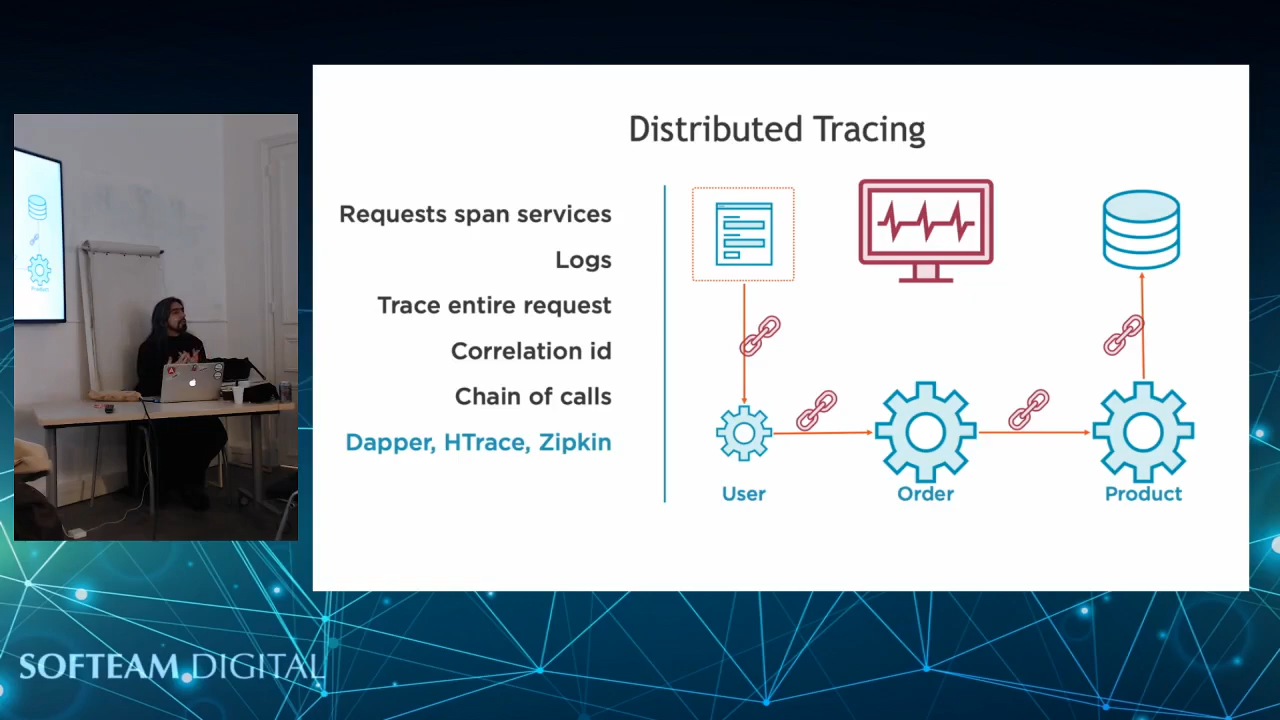 Distributed Tracing
Requests span services
Logs
Trace entire request
Correlation id
Chain of calls
Dapper, HTrace, Zipkin
User
Order
Product
SOFTEAM DIGITAL
Product